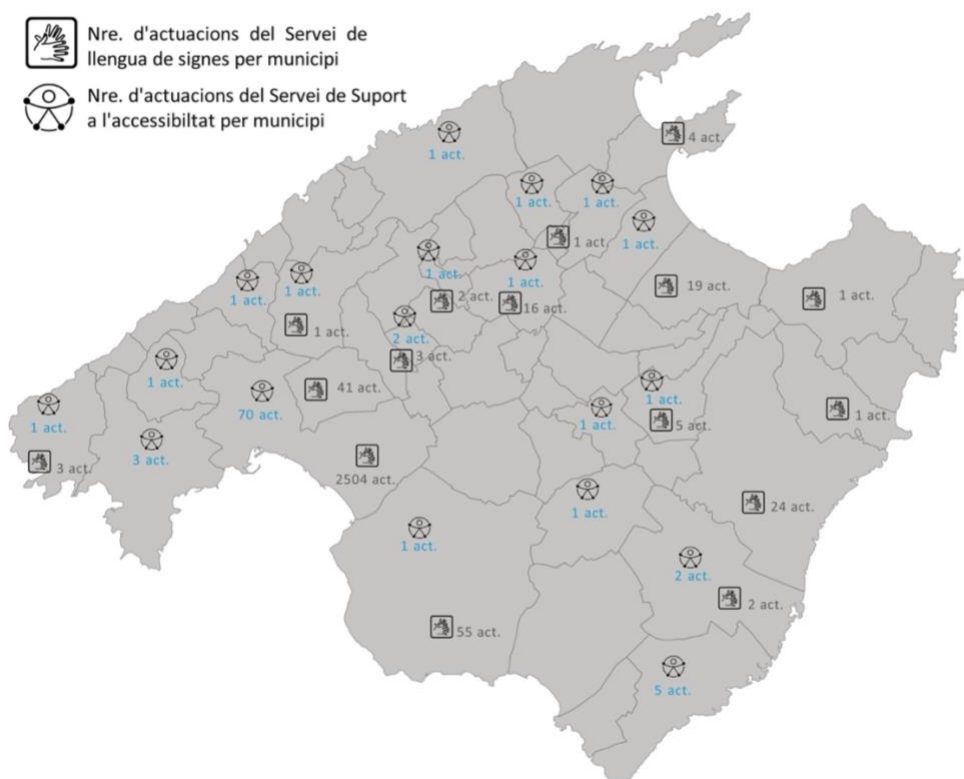 Nre. d'actuacions del Servei de
llengua de signes per municipi
Nre. d'actuacions del Servei de Suport
a l'accessibiltat per municipi
4 act.
1 act.
1 act.
1 act.
1 act.
1 act.
1 act.
1 act.
1 act.
1 act.
19 act.
1 act.
2 act.
16 act.
1 act.
2 act.
3 act.
1 act.
41 act.
70 act.
1 act.
1 act.
1 act.
1 act.
5 act.
3 act.
3 act.
2504 act.
24 act.
1 act.
1 act.
2 act.
2 act.
55 act.
5 act.